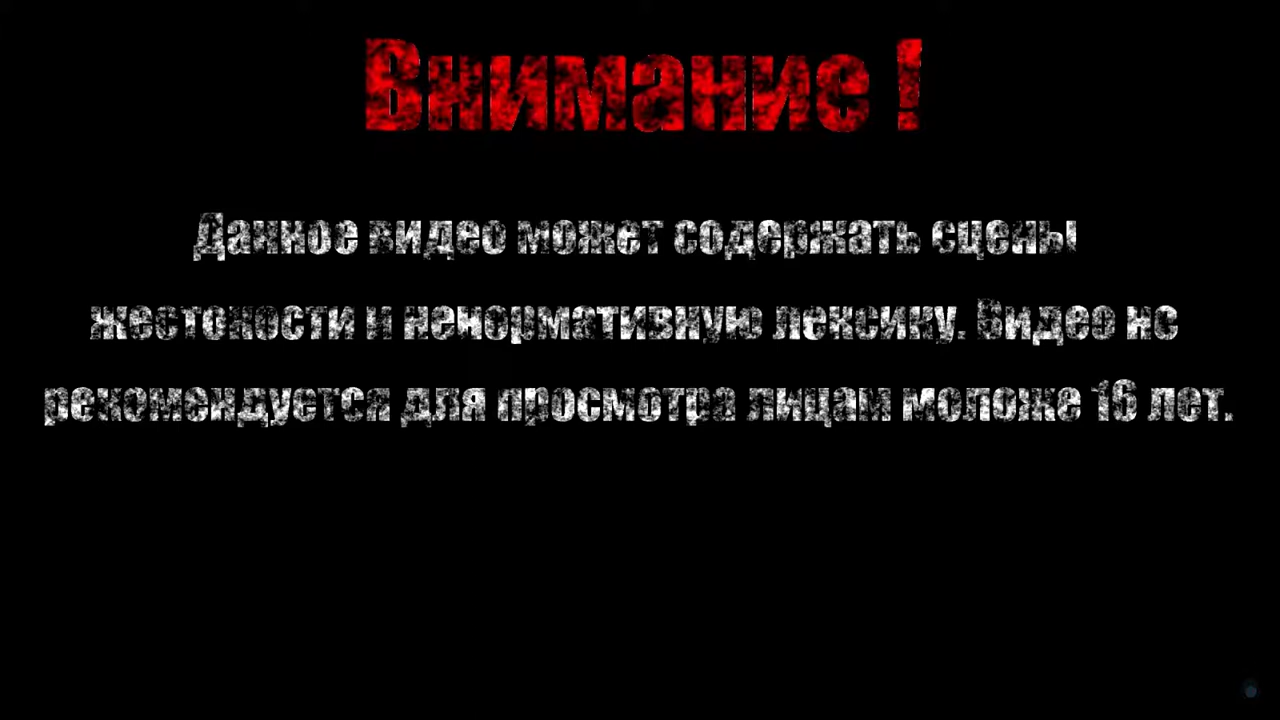 Внимание !
Данное видео может содержать сцены
жестокости и ненормативную лексику. Видео не
рекомендуется для просмотра лицам моложе 16 лет.